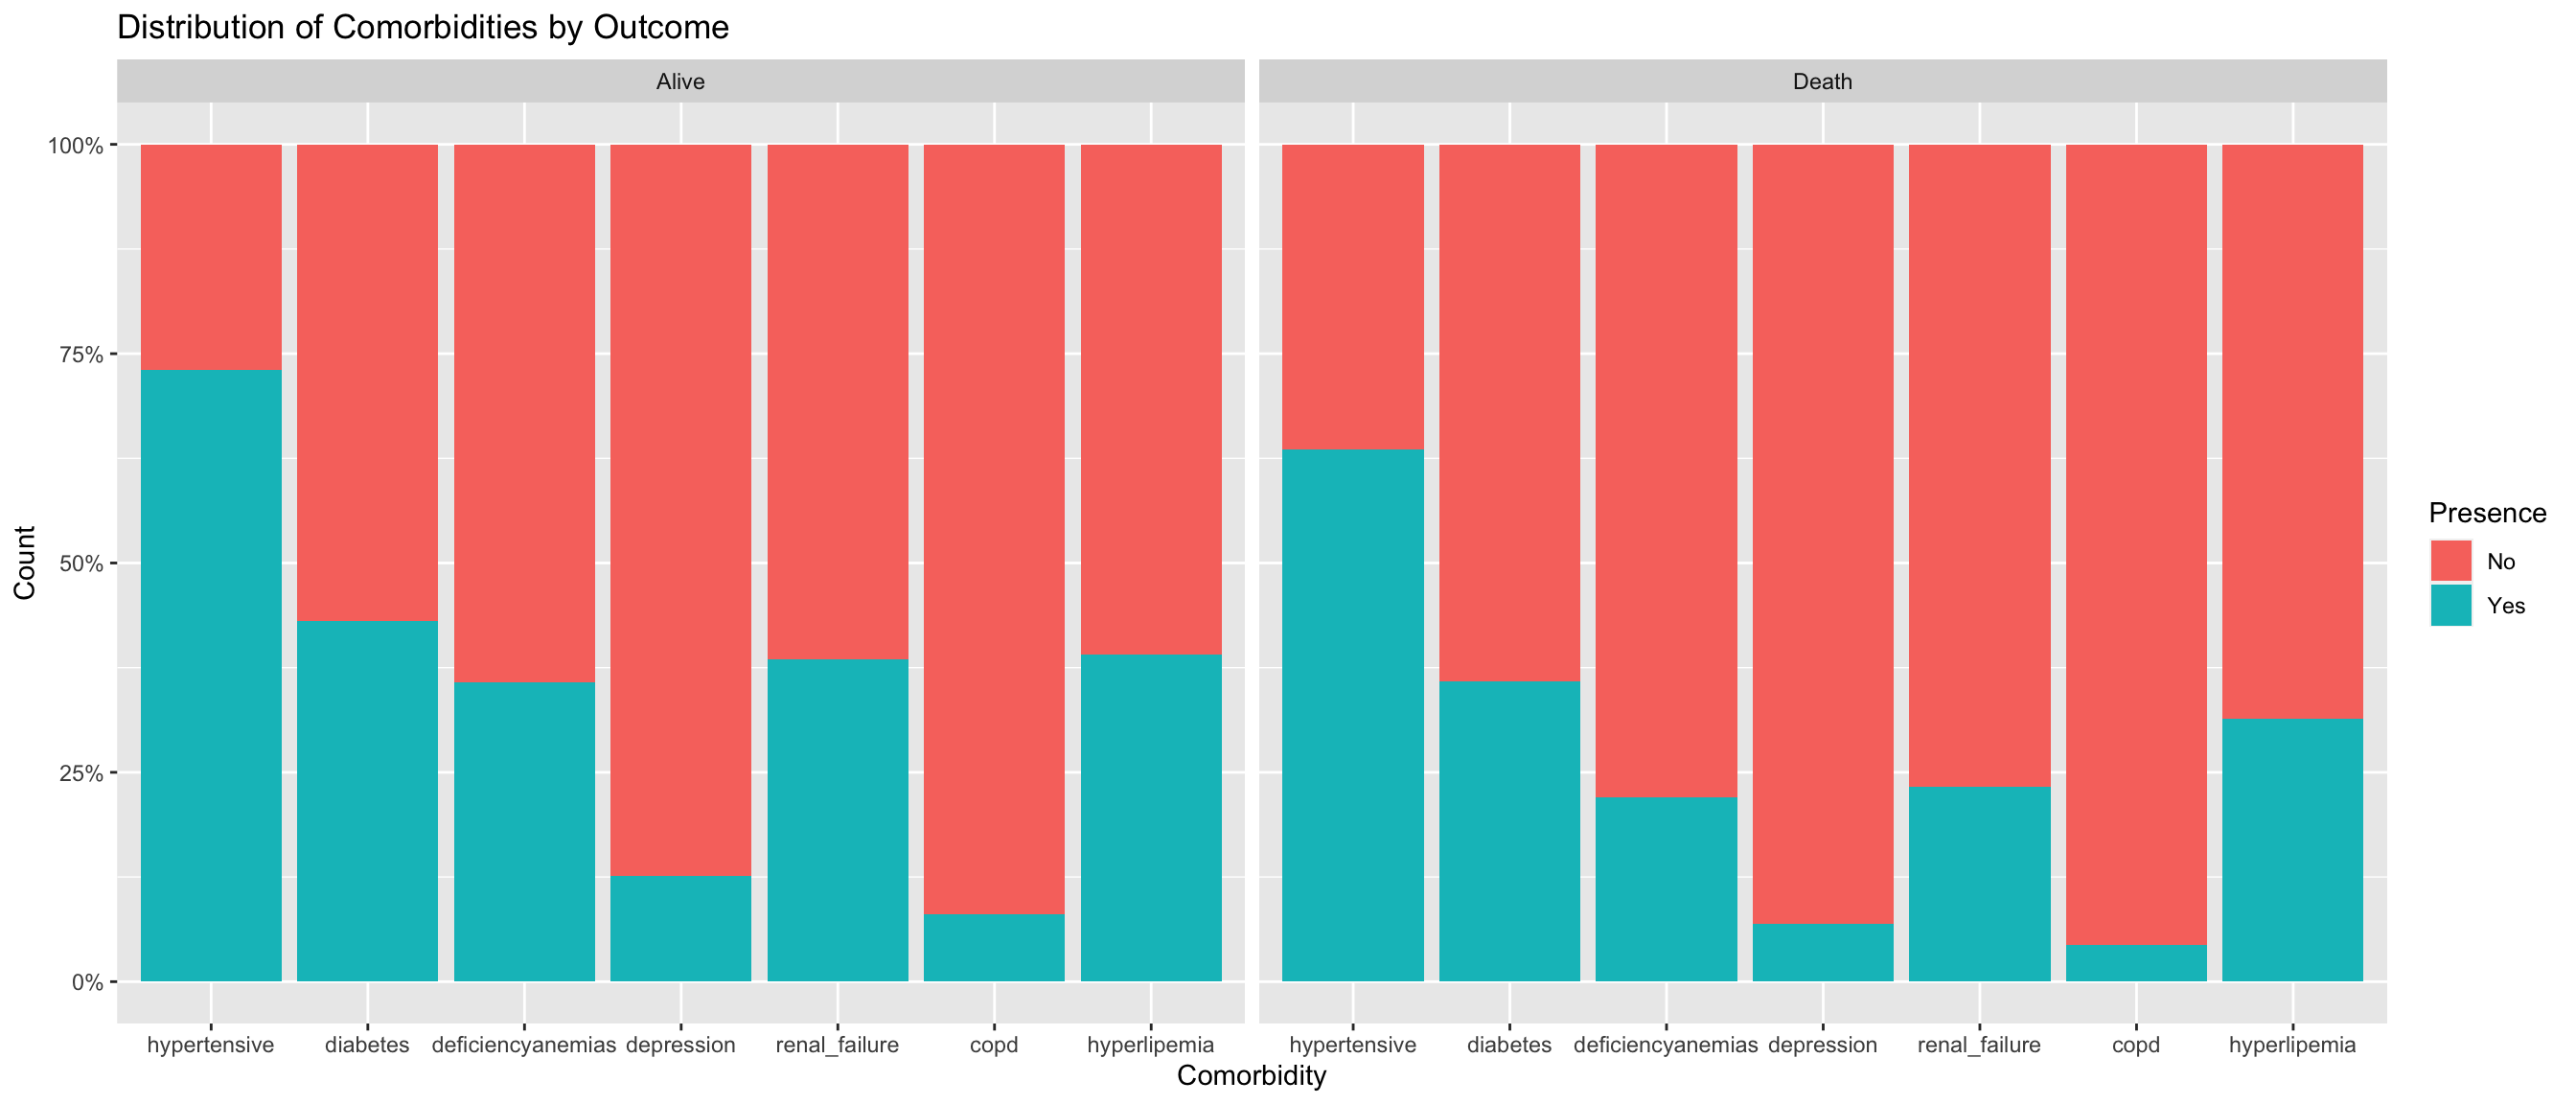 Distribution of Comorbidities by Outcome
Alive
Death
100%
75%
50%
25%
0%
Count
hypertensive diabetes deficiencyanemias depression renal_failure copd hyperlipemia
hypertensive diabetes deficiencyanemias depression renal_failure copd hyperlipemia
Comorbidity
Presence
No
Yes